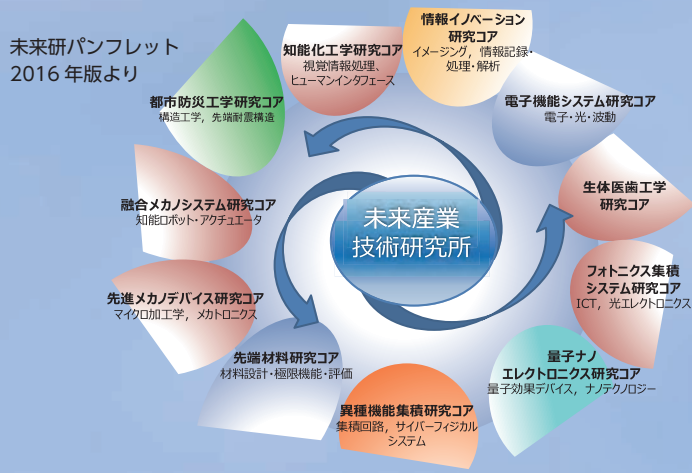 未来研パンフレット
2016 年版より
知能化工学研究コア
視覚情報処理、
ヒューマンインタフェース
情報イノベーション
研究コア
イメージング，情報記録・
処理・解析
電子機能システム研究コア
電子・光・波動
生体医歯工学
研究コア
フォトニクス集積
システム研究コア
ICT，光エレクトロニクス
量子ナノ
エレクトロニクス研究コア
量子効果デバイス，ナノテクノロジー
異種機能集積研究コア
集積回路，サイバーフィジカル
システム
先端材料研究コア
材料設計・極限機能・評価
先進メカノデバイス研究コア
マイクロ加工学，メカトロニクス
融合メカノシステム研究コア
知能ロボット・アクチュエータ
都市防災工学研究コア
構造工学，先端耐震構造
未来産業
技術研究所